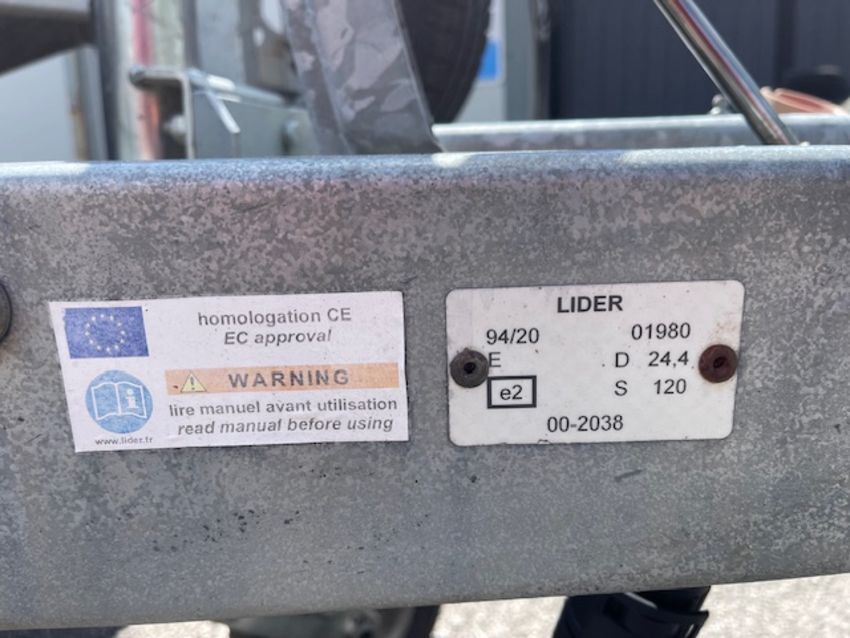 homologation CE
EC approval
WARNING
lire manuel avant utilisation
read manual before using
www.lider.fr
LIDER
94/20 01980
E D 24,4
e2 S 120
00-2038